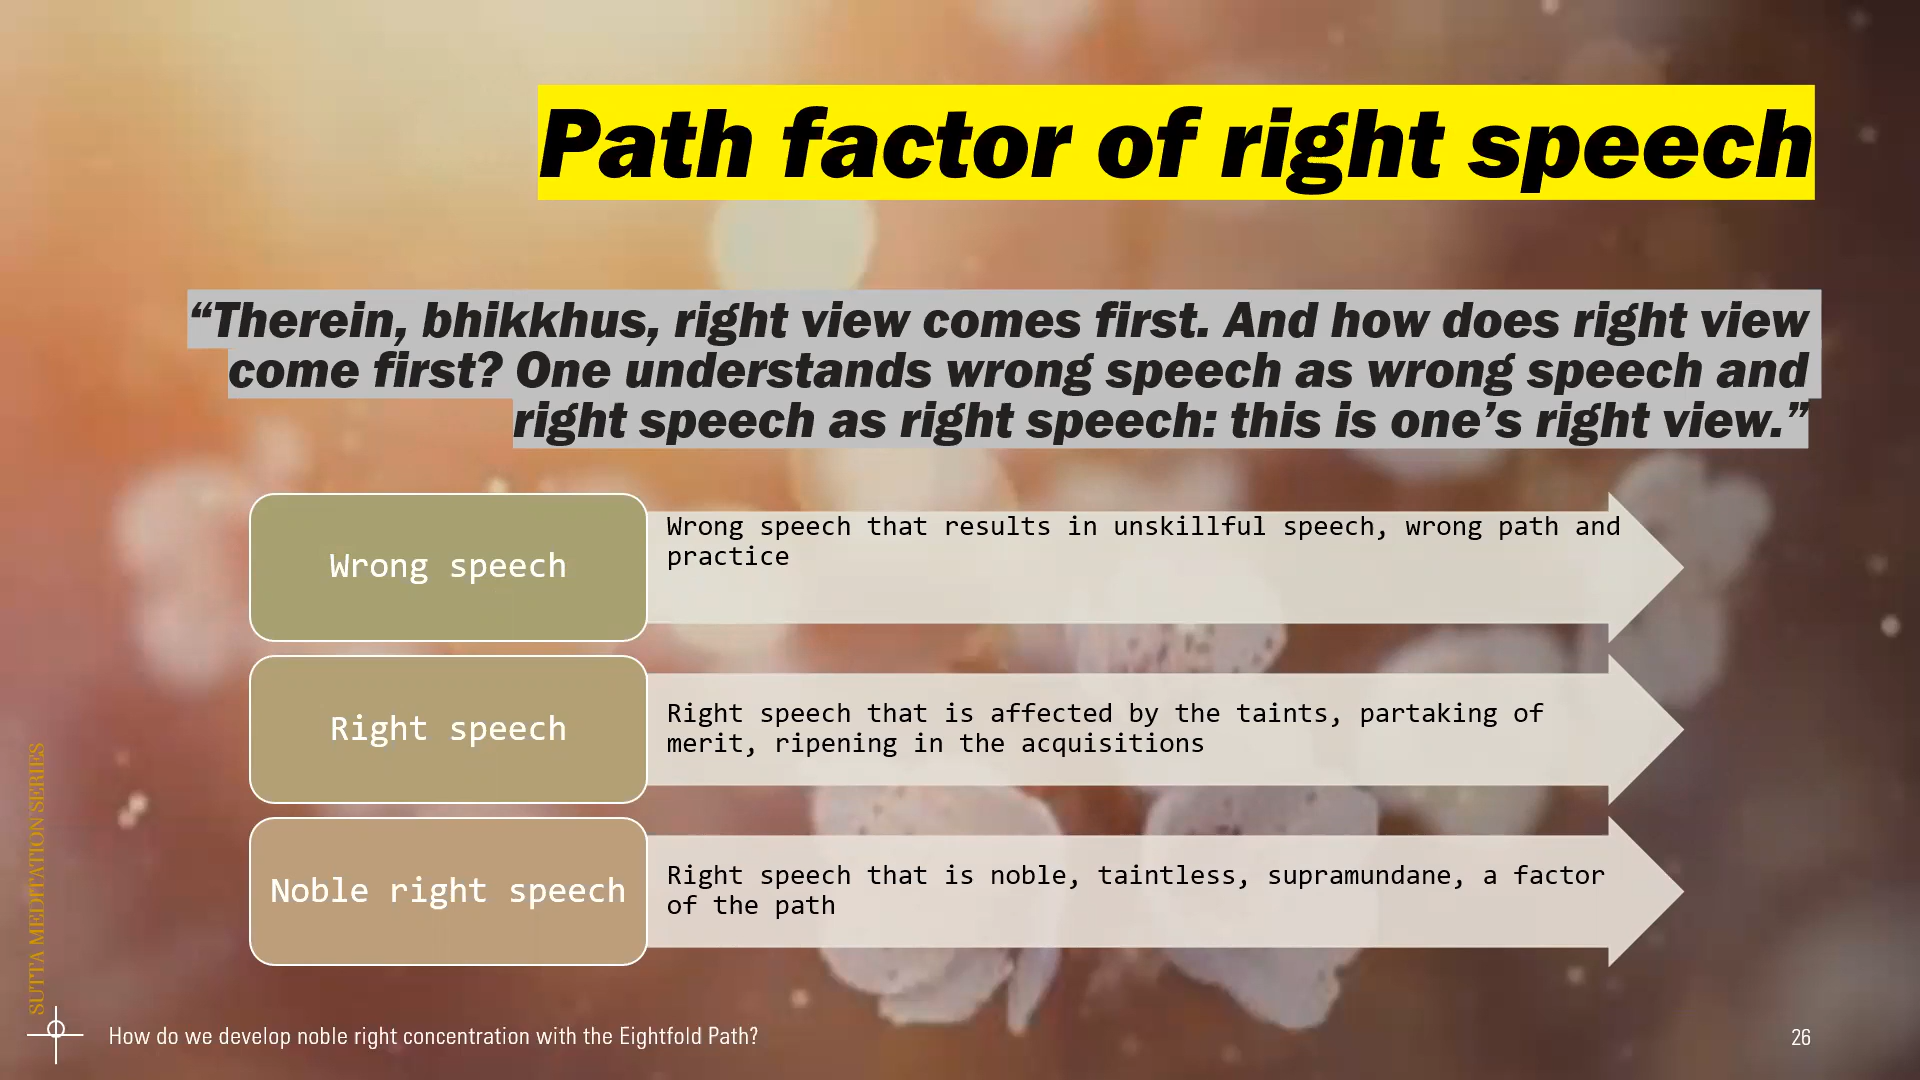 Path factor of right speech
“Therein, bhikkhus, right view comes first. And how does right view
come first? One understands wrong speech as wrong speech and
right speech as right speech: this is one’s right view.”
Wrong speech
Wrong speech that results in unskillful speech, wrong path and
practice
Right speech
Right speech that is affected by the taints, partaking of
merit, ripening in the acquisitions
Noble right speech
Right speech that is noble, taintless, supramundane, a factor
of the path
SUTTA MEDITATION SERIES
How do we develop noble right concentration with the Eightfold Path?
26